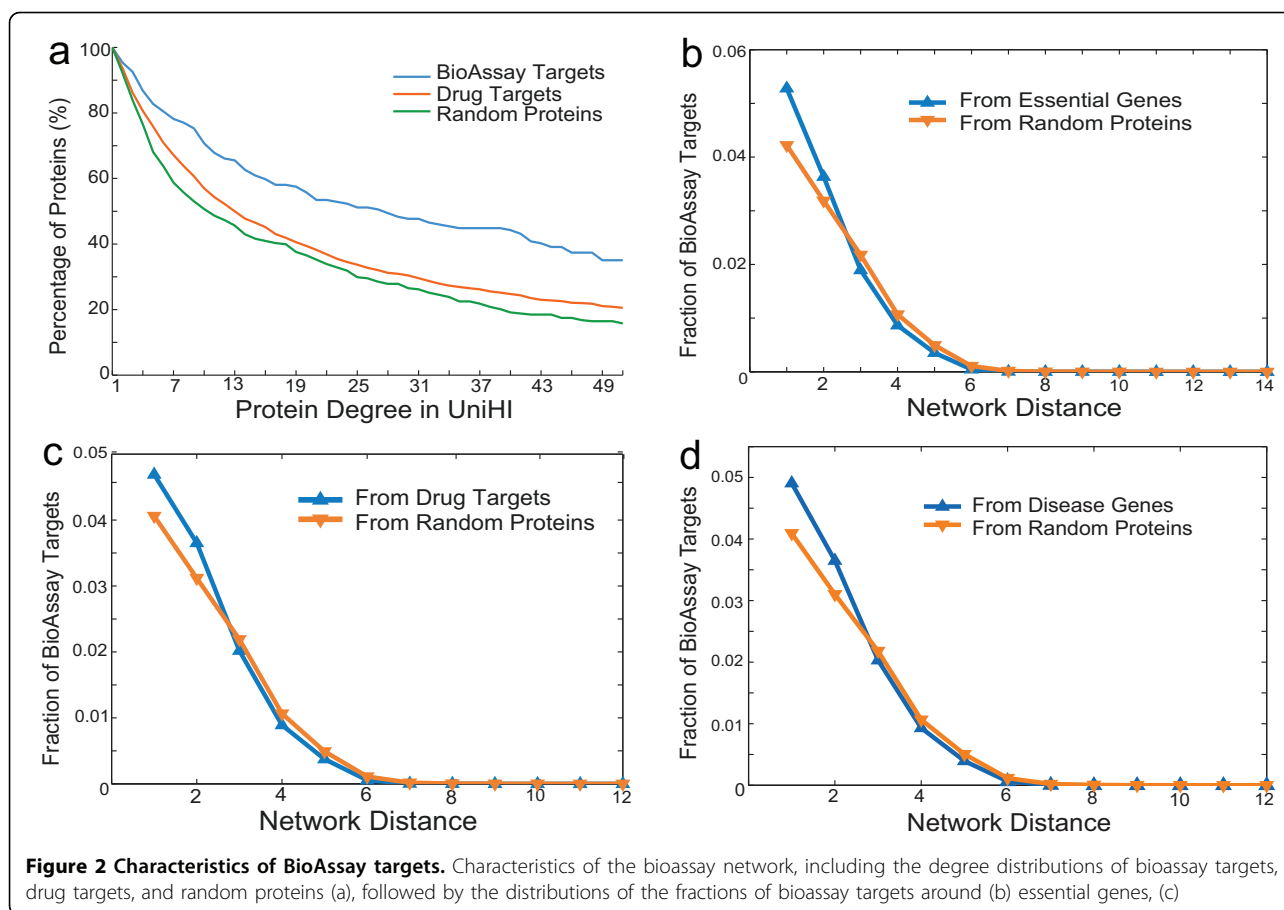 a
100
80
60
40
20
0
Percentage of Proteins (%)
BioAssay Targets
Drug Targets
Random Proteins
1 7 13 19 25 31 37 43 49
Protein Degree in UniHI
b
0.06
0.04
0.02
0
Fraction of BioAssay Targets
From Essential Genes
From Random Proteins
2 4 6 8 10 12 14
Network Distance
c
0.05
0.04
0.03
0.02
0.01
0
Fraction of BioAssay Targets
From Drug Targets
From Random Proteins
2 4 6 8 10 12
Network Distance
d
0.05
0.04
0.03
0.02
0.01
0
Fraction of BioAssay Targets
From Disease Genes
From Random Proteins
2 4 6 8 10 12
Network Distance
Figure 2 Characteristics of BioAssay targets. Characteristics of the bioassay network, including the degree distributions of bioassay targets,
drug targets, and random proteins (a), followed by the distributions of the fractions of bioassay targets around (b) essential genes, (c)